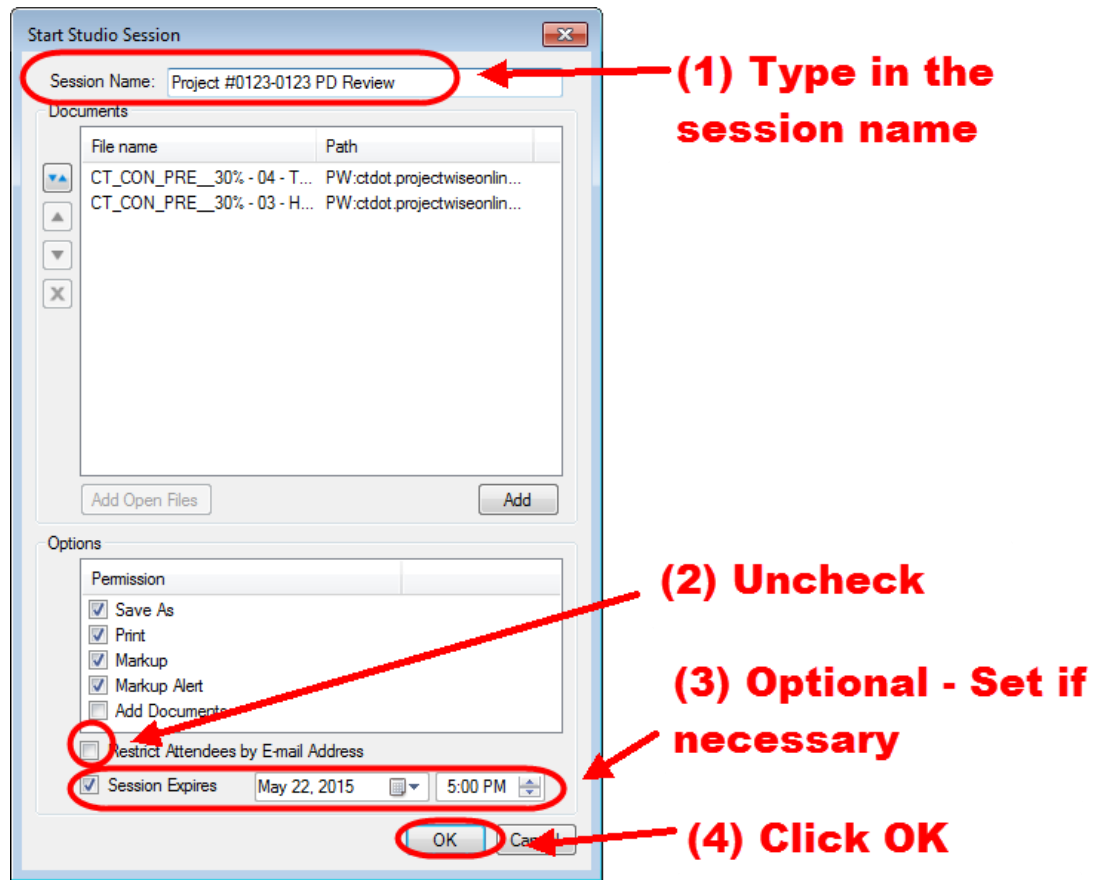 Start Studio Session
Session Name: Project #0123-0123 PD Review
(1) Type in the
session name
Documents
File name Path
CT_CON_PRE__30% - 04 - T... PW:ctdot.projectwiseonlin...
CT_CON_PRE__30% - 03 - H... PW:ctdot.projectwiseonlin...
Add Open Files Add
Options
Permission
(2) Uncheck
Save As
Print
Markup
Markup Alert
Add Documents
(3) Optional - Set if
necessary
Restrict Attendees by E-mail Address
Session Expires May 22, 2015 5:00 PM
OK Cancel
(4) Click OK